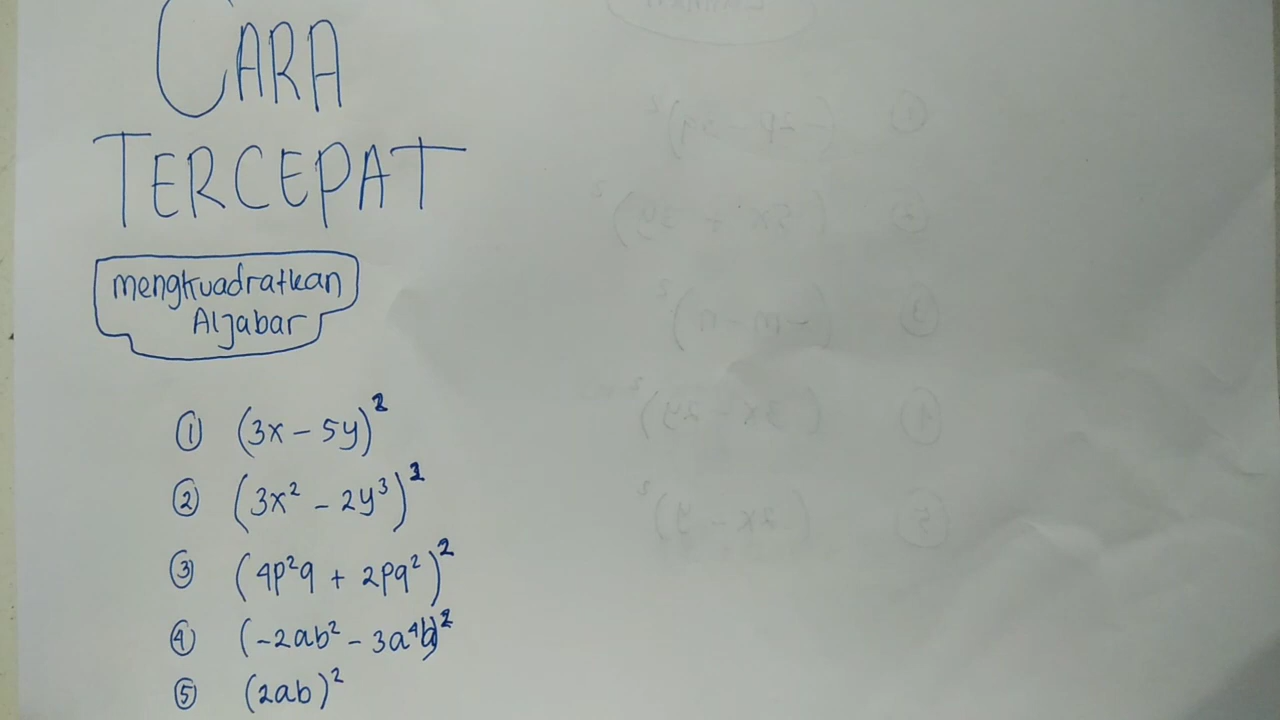 CARA
TERCEPAT
mengkuadratkan
Aljabar
① (3x - 5y)²
② (3x² - 2y³)²
③ (4p²q + 2pq²)²
④ (-2ab² - 3a⁴b)²
⑤ (2ab)²